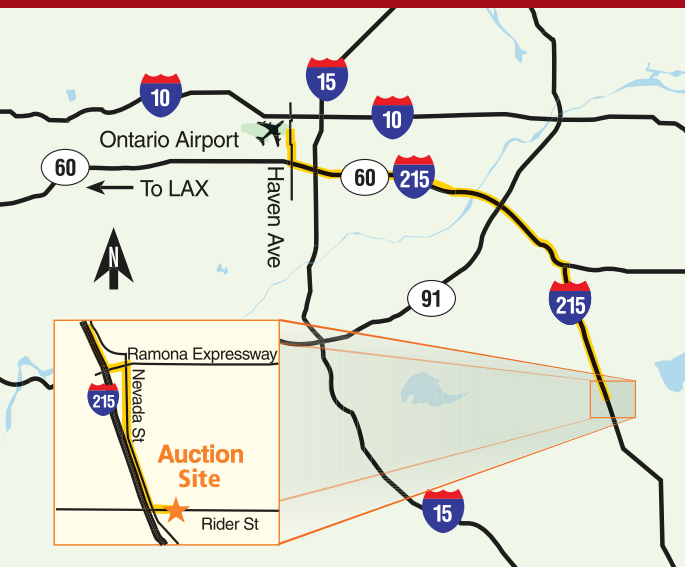 15
10
10
Ontario Airport
60
60
215
To LAX
Haven Ave
N
91
215
Ramona Expressway
215
Nevada St
Auction
Site
Rider St
15